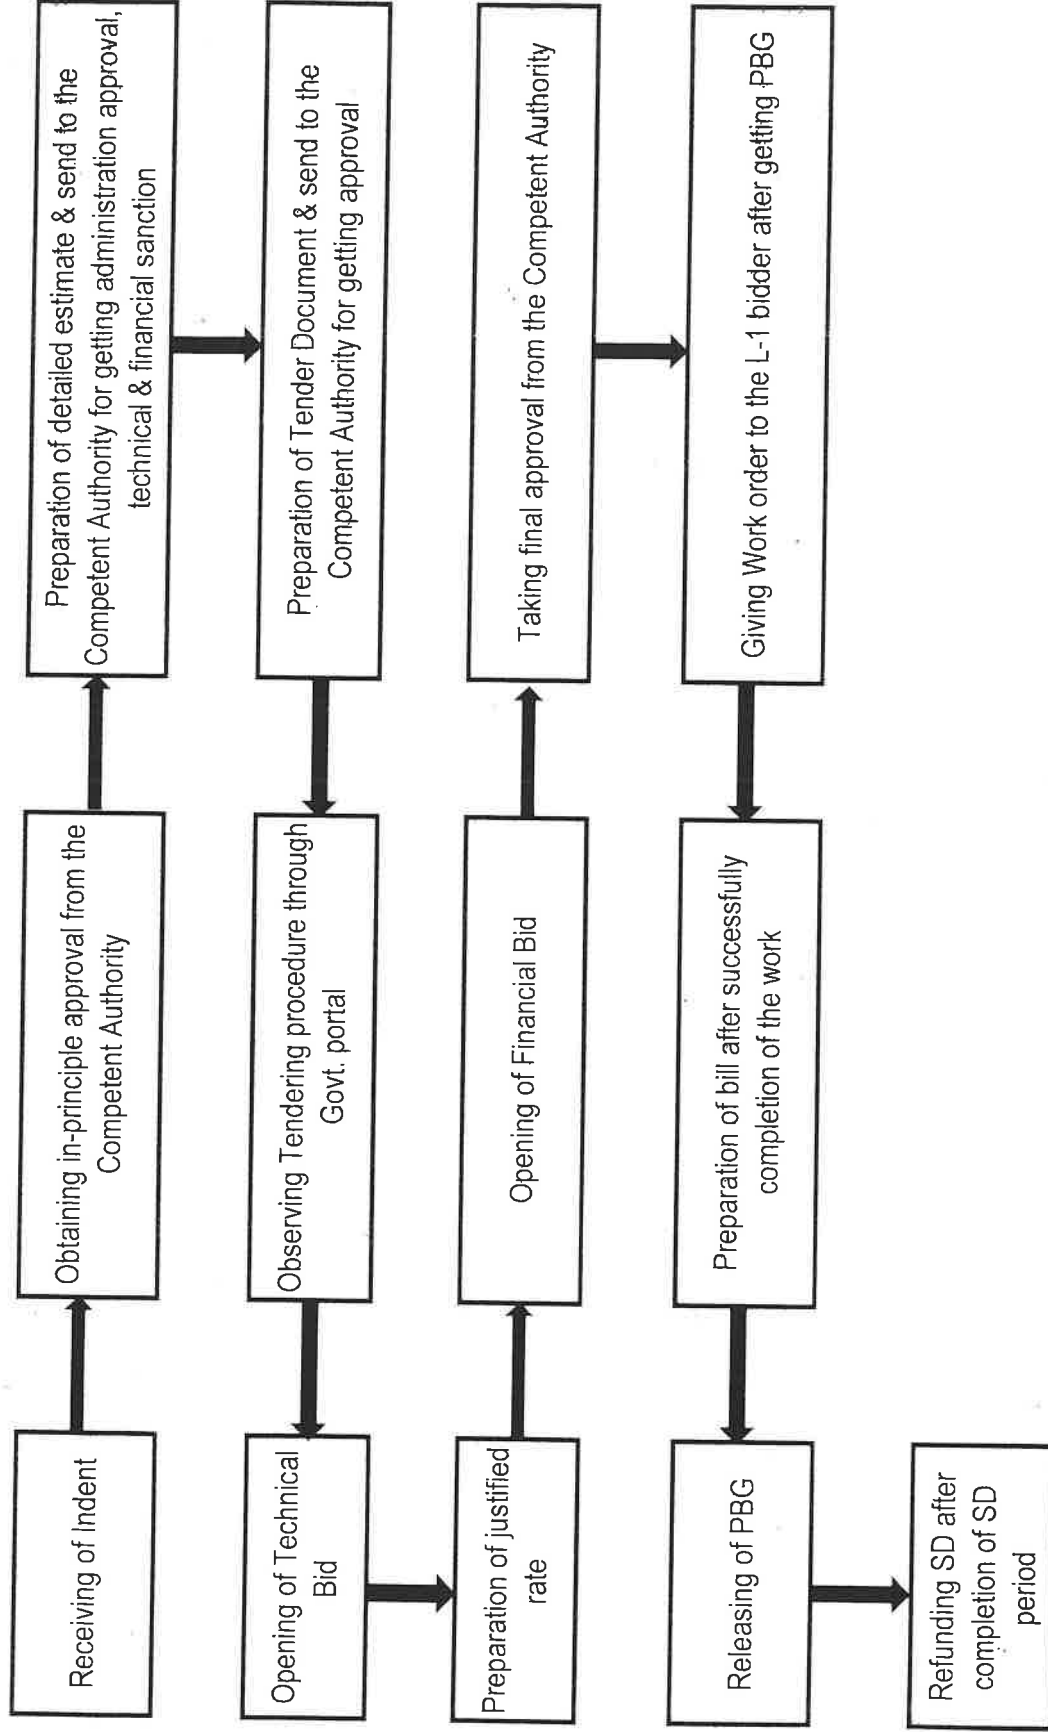 Receiving of Indent
Obtaining in-principle approval from the
Competent Authority
Preparation of detailed estimate & send to the
Competent Authority for getting administration approval,
technical & financial sanction
Preparation of Tender Document & send to the
Competent Authority for getting approval
Observing Tendering procedure through
Govt. portal
Opening of Technical
Bid
Preparation of justified
rate
Opening of Financial Bid
Taking final approval from the Competent Authority
Giving Work order to the L-1 bidder after getting PBG
Preparation of bill after successfully
completion of the work
Releasing of PBG
Refunding SD after
completion of SD
period